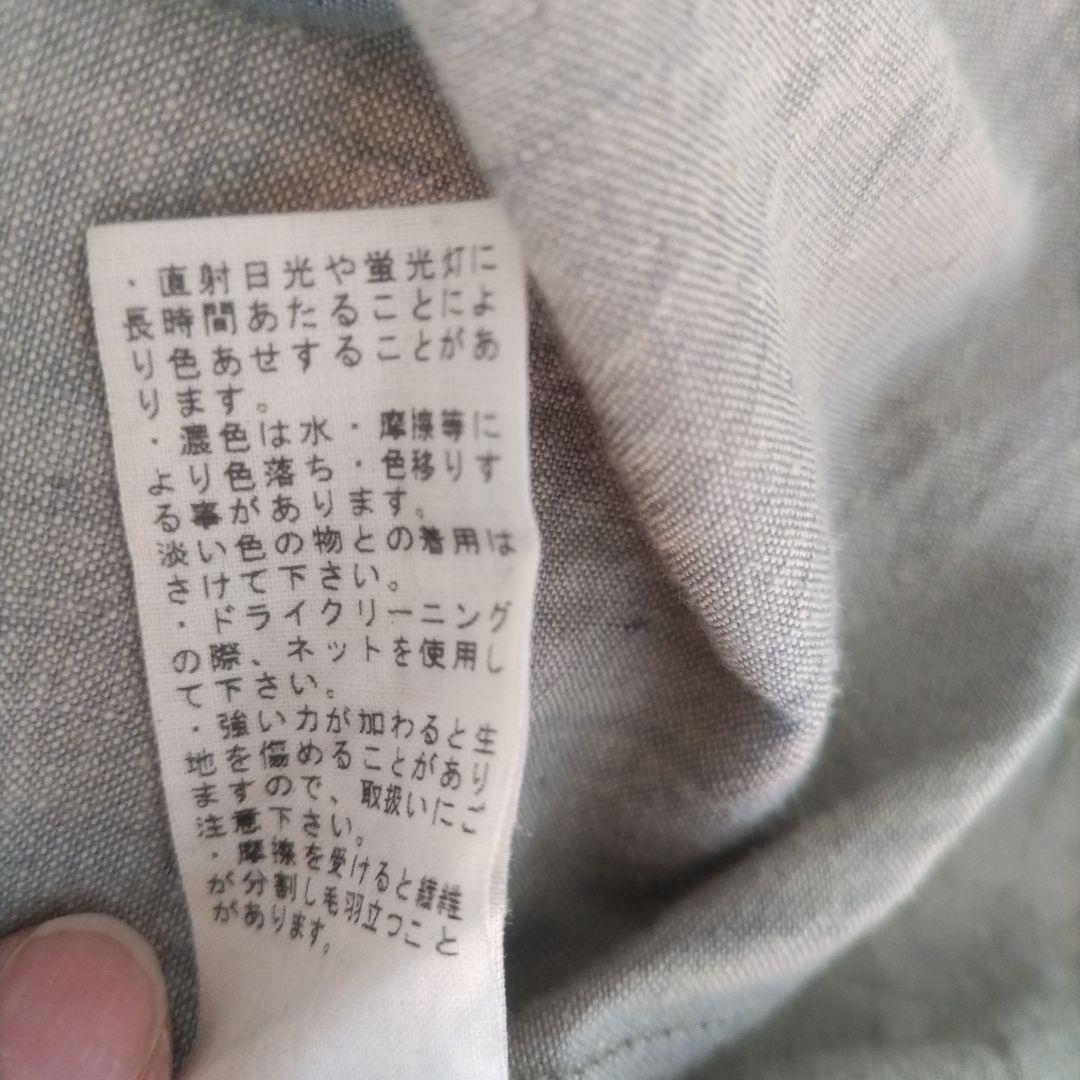 ・直射日光や蛍光灯に
長時間あたることによ
り色あせすることがあ
ります。
・濃色は水・摩擦等に
より色落ち・色移りす
る事があります。
淡い色の物との着用は
さけて下さい。
・ドライクリーニング
の際、ネットを使用し
て下さい。
・強い力が加わると生
地を傷めることがあり
ますので、取扱いにご
注意下さい。
・摩擦を受けると繊維
が分割し毛羽立つこと
があります。